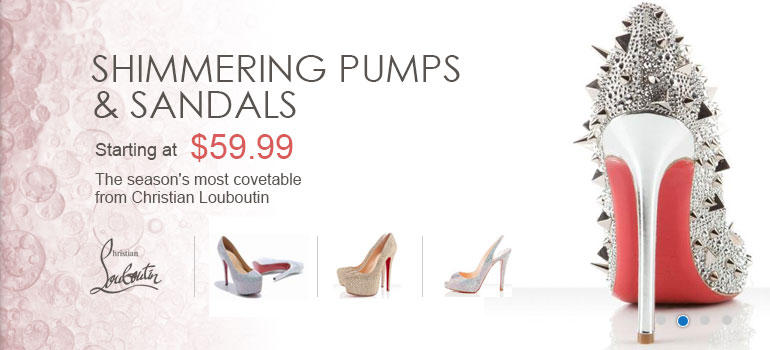 SHIMMERING PUMPS
& SANDALS
Starting at $59.99
The season's most covetable
from Christian Louboutin
Christian
Louboutin